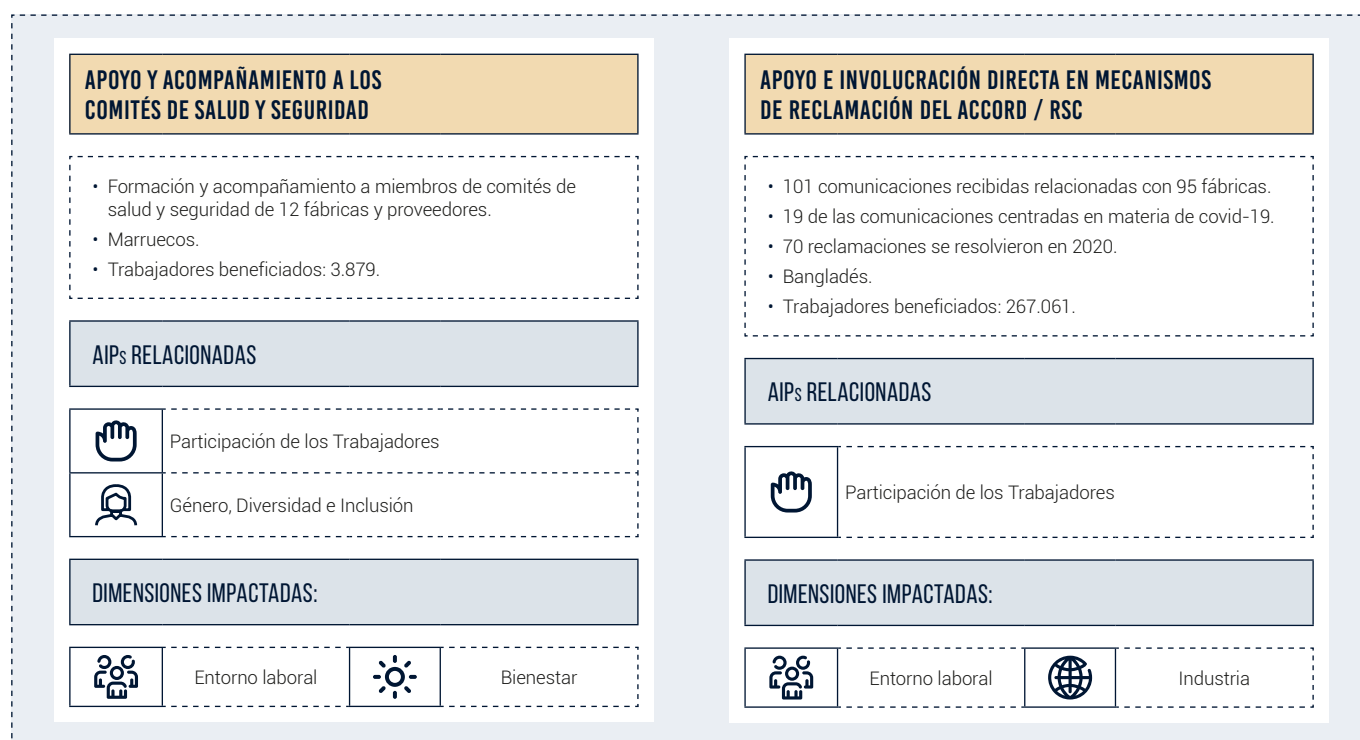 APOYO Y ACOMPAÑAMIENTO A LOS
COMITÉS DE SALUD Y SEGURIDAD
• Formación y acompañamiento a miembros de comités de
salud y seguridad de 12 fábricas y proveedores.
• Marruecos.
• Trabajadores beneficiados: 3.879.
AIPs RELACIONADAS
Participación de los Trabajadores
Género, Diversidad e Inclusión
DIMENSIONES IMPACTADAS:
Entorno laboral
Bienestar
APOYO E INVOLUCRACIÓN DIRECTA EN MECANISMOS
DE RECLAMACIÓN DEL ACCORD / RSC
• 101 comunicaciones recibidas relacionadas con 95 fábricas.
• 19 de las comunicaciones centradas en materia de covid-19.
• 70 reclamaciones se resolvieron en 2020.
• Bangladés.
• Trabajadores beneficiados: 267.061.
AIPs RELACIONADAS
Participación de los Trabajadores
DIMENSIONES IMPACTADAS:
Entorno laboral
Industria